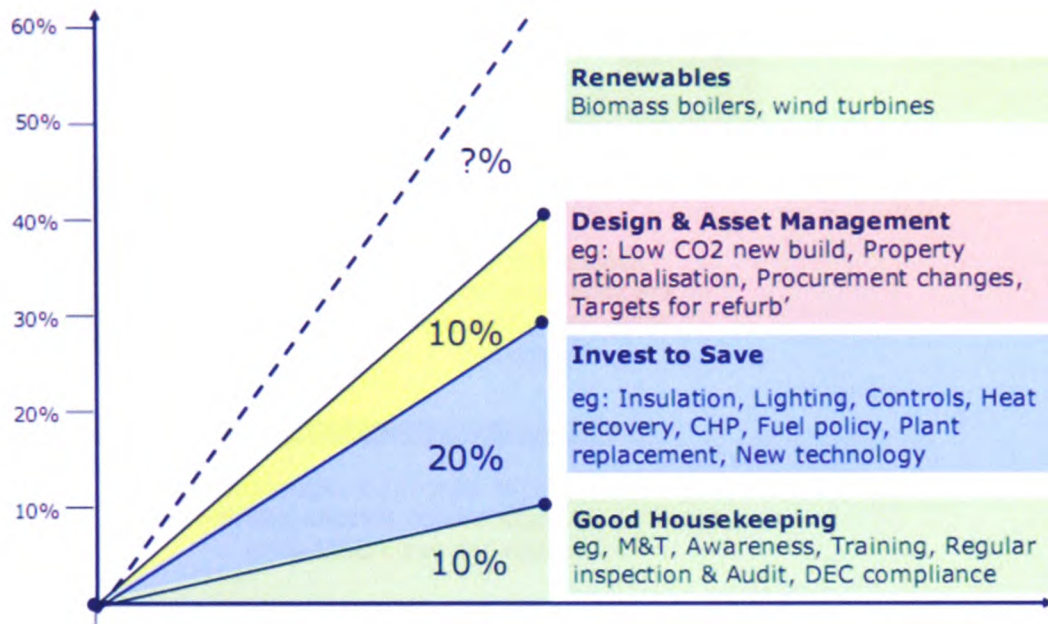 60%
50%
40%
30%
20%
10%
?%
10%
20%
10%
Renewables
Biomass boilers, wind turbines
Design & Asset Management
eg: Low CO2 new build, Property
rationalisation, Procurement changes,
Targets for refurb’
Invest to Save
eg: Insulation, Lighting, Controls, Heat
recovery, CHP, Fuel policy, Plant
replacement, New technology
Good Housekeeping
eg, M&T, Awareness, Training, Regular
inspection & Audit, DEC compliance